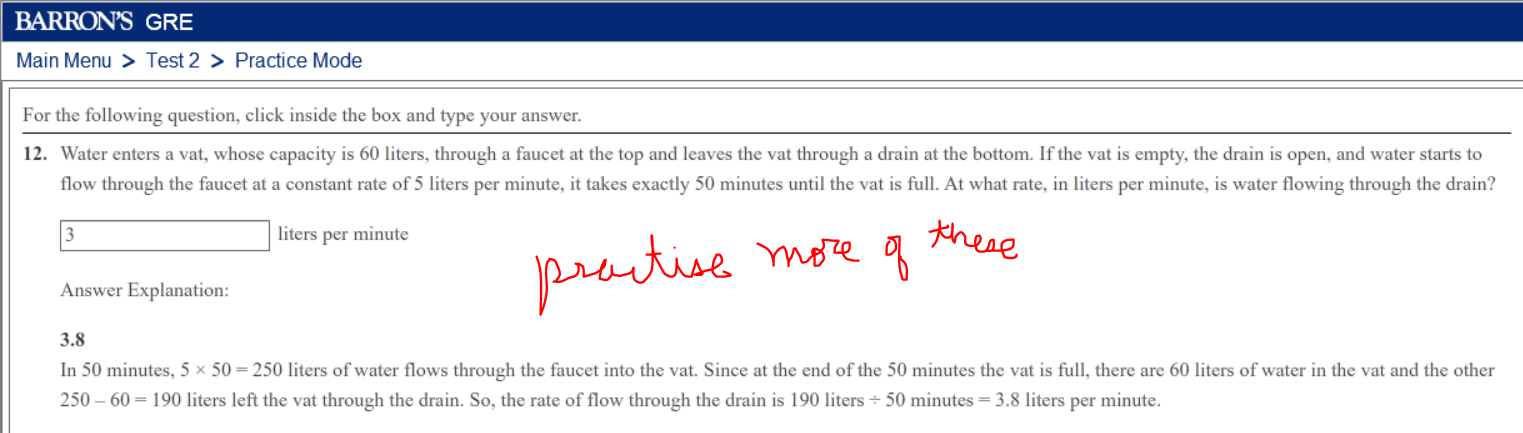 BARRON'S GRE
Main Menu > Test 2 > Practice Mode
For the following question, click inside the box and type your answer.
12. Water enters a vat, whose capacity is 60 liters, through a faucet at the top and leaves the vat through a drain at the bottom. If the vat is empty, the drain is open, and water starts to
flow through the faucet at a constant rate of 5 liters per minute, it takes exactly 50 minutes until the vat is full. At what rate, in liters per minute, is water flowing through the drain?
3 liters per minute
practise more of these
Answer Explanation:
3.8
In 50 minutes, 5 × 50 = 250 liters of water flows through the faucet into the vat. Since at the end of the 50 minutes the vat is full, there are 60 liters of water in the vat and the other
250 – 60 = 190 liters left the vat through the drain. So, the rate of flow through the drain is 190 liters ÷ 50 minutes = 3.8 liters per minute.